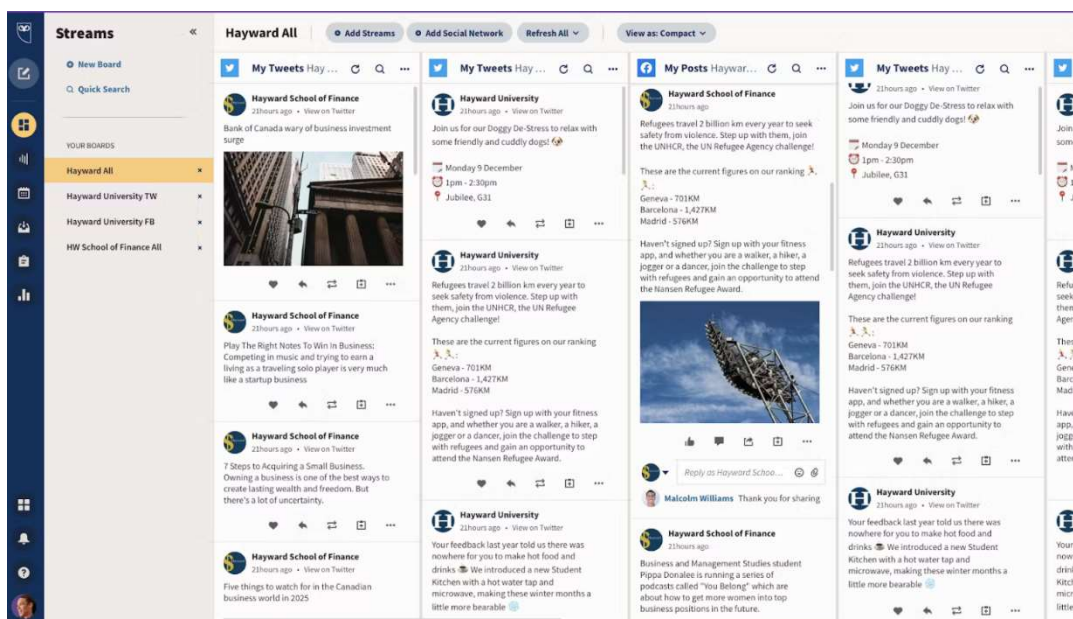 Streams
«
New Board
Quick Search
YOUR BOARDS
Hayward All
Hayward University TW
Hayward University FB
HW School of Finance All
Hayward All
Add Streams
Add Social Network
Refresh All
View as: Compact
My Tweets Hay ...
Hayward School of Finance
21hours ago • View on Twitter
Bank of Canada wary of business investment
surge
Hayward School of Finance
21hours ago • View on Twitter
Play The Right Notes To Win In Business:
Competing in music and trying to earn a
living as a traveling solo player is very much
like a startup business
Hayward School of Finance
21hours ago • View on Twitter
7 Steps to Acquiring a Small Business.
Owning a business is one of the best ways to
create lasting wealth and freedom. But
there's a lot of uncertainty.
Hayward School of Finance
21hours ago • View on Twitter
Five things to watch for in the Canadian
business world in 2025
My Tweets Hay ...
Hayward University
21hours ago • View on Twitter
Join us for our Doggy De-Stress to relax with
some friendly and cuddly dogs! 🐶
Monday 9 December
1pm - 2:30pm
Jubilee, G31
Hayward University
21hours ago • View on Twitter
Refugees travel 2 billion km every year to
seek safety from violence. Step up with
them, join the UNHCR, the UN Refugee
Agency challenge!
These are the current figures on our ranking
:
Geneva - 701KM
Barcelona - 1,427KM
Madrid - 576KM
Haven't signed up? Sign up with your fitness
app, and whether you are a walker, a hiker, a
jogger or a dancer, join the challenge to step
with refugees and gain an opportunity to
attend the Nansen Refugee Award.
Hayward University
21hours ago • View on Twitter
Your feedback last year told us there was
nowhere for you to make hot food and
drinks ☕ We introduced a new Student
Kitchen with a hot water tap and
microwave, making these winter months a
little more bearable
My Posts Haywar...
Hayward School of Finance
21hours ago
Refugees travel 2 billion km every year to seek
safety from violence. Step up with them, join
the UNHCR, the UN Refugee Agency challenge!
These are the current figures on our ranking
:
Geneva - 701KM
Barcelona - 1,427KM
Madrid - 576KM
Haven't signed up? Sign up with your fitness
app, and whether you are a walker, a hiker, a
jogger or a dancer, join the challenge to step
with refugees and gain an opportunity to attend
the Nansen Refugee Award.
Reply as Hayward Schoo...
Malcolm Williams Thank you for sharing
Hayward School of Finance
21hours ago
Business and Management Studies student
Pippa Donalee is running a series of
podcasts called "You Belong" which are
about how to get more women into top
business positions in the future.
My Tweets Hay ...
21hours ago • View on Twitter
Join us for our Doggy De-Stress to relax with
some friendly and cuddly dogs! 🐶
Monday 9 December
1pm - 2:30pm
Jubilee, G31
Hayward University
21hours ago • View on Twitter
Refugees travel 2 billion km every year to
seek safety from violence. Step up with
them, join the UNHCR, the UN Refugee
Agency challenge!
These are the current figures on our ranking
:
Geneva - 701KM
Barcelona - 1,427KM
Madrid - 576KM
Haven't signed up? Sign up with your fitness
app, and whether you are a walker, a hiker, a
jogger or a dancer, join the challenge to step
with refugees and gain an opportunity to
attend the Nansen Refugee Award.
Hayward University
21hours ago • View on Twitter
Your feedback last year told us there was
nowhere for you to make hot food and
drinks ☕ We introduced a new Student
Kitchen with a hot water tap and
microwave, making these winter months a
little more bearable